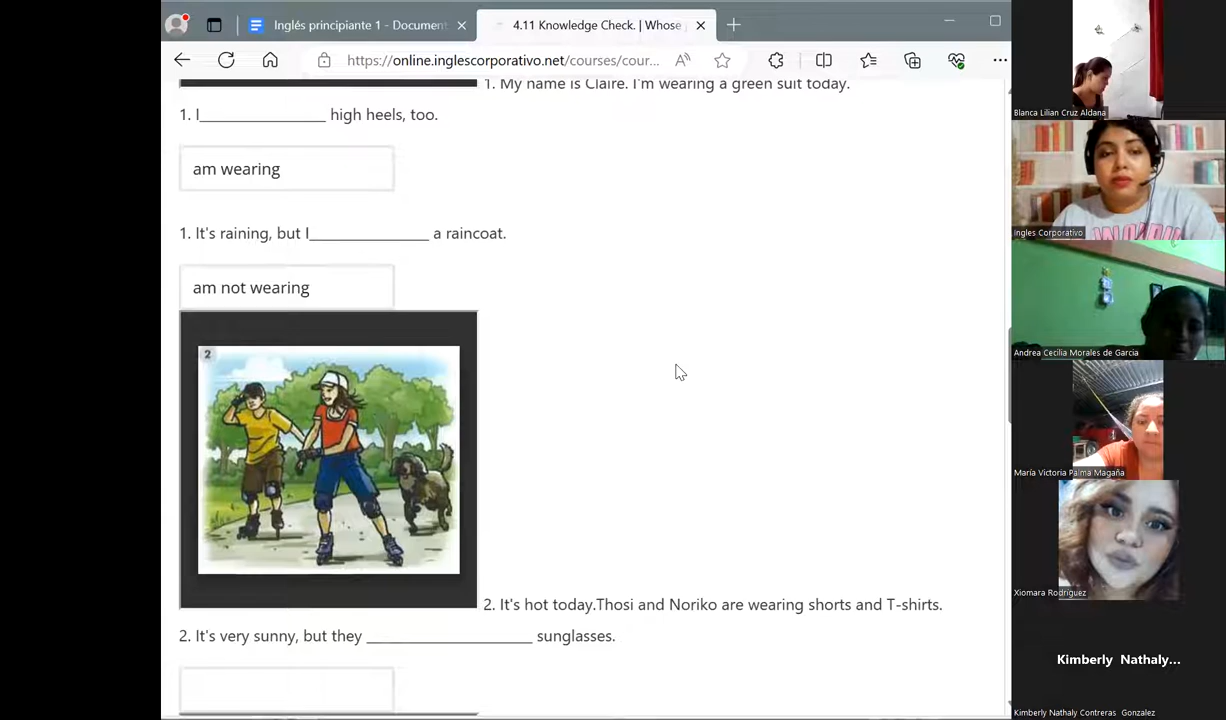 Inglés principiante 1 - Document
4.11 Knowledge Check. | Whose
https://online.inglescorporativo.net/courses/cour...
1. My name is Claire. I'm wearing a green suit today.
1. I______________ high heels, too.
am wearing
1. It's raining, but I_____________ a raincoat.
am not wearing
2
2. It's hot today.Thosi and Noriko are wearing shorts and T-shirts.
2. It's very sunny, but they __________________ sunglasses.
Blanca Lilian Cruz Aldana
Ingles Corporativo
Andrea Cecilia Morales de Garcia
María Victoria Palma Magaña
Xiomara Rodriguez
Kimberly Nathaly...
Kimberly Nathaly Contreras Gonzalez